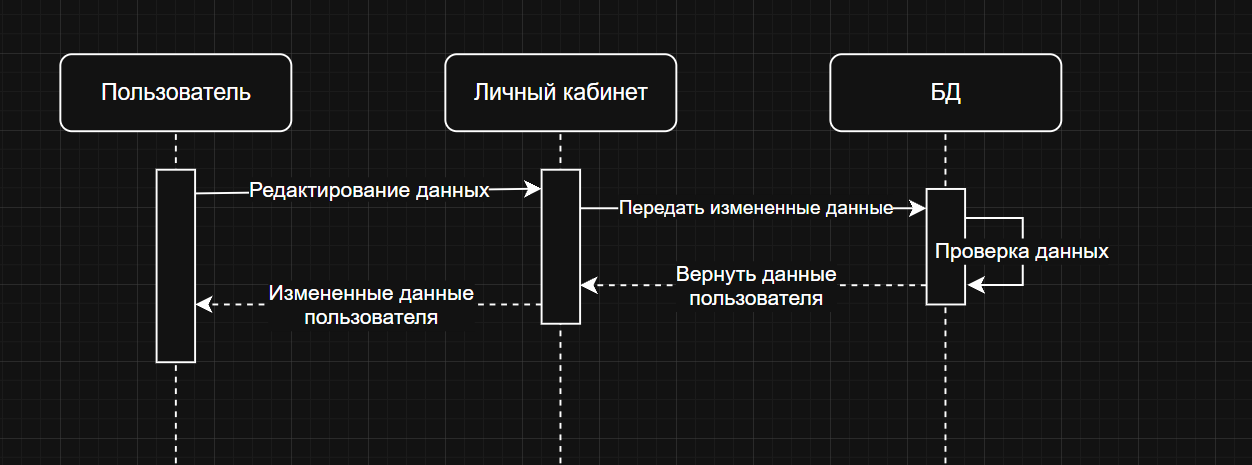 Пользователь
Личный кабинет
БД
Редактирование данных
Передать измененные данные
Проверка данных
Вернуть данные
пользователя
Измененные данные
пользователя